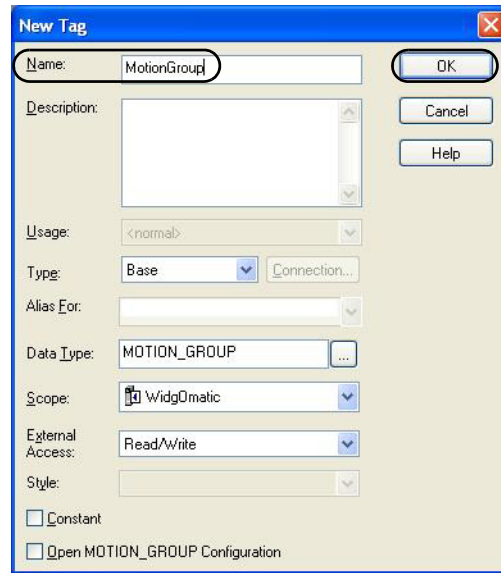 New Tag
Name: MotionGroup OK
Description: Cancel
Help
Usage: <normal>
Type: Base Connection...
Alias For:
Data Type: MOTION_GROUP ...
Scope: WidgOmatic
External Access: Read/Write
Style:
Constant
Open MOTION_GROUP Configuration